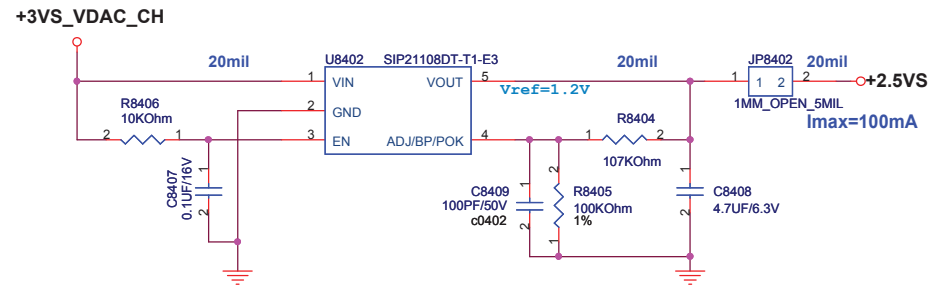 +3VS_VDAC_CH
20mil
U8402
SIP21108DT-T1-E3
20mil
JP8402
20mil
1
VIN
VOUT
5
1
1
2
2
+2.5VS
Vref=1.2V
2
GND
1MM_OPEN_5MIL
R8406
10KOhm
R8404
Imax=100mA
2
1
3
EN
ADJ/BP/POK
4
1
2
107KOhm
C8407
0.1UF/16V
1
2
C8409
100PF/50V
c0402
1
2
2
R8405
100KOhm
1%
1
1
C8408
4.7UF/6.3V
2